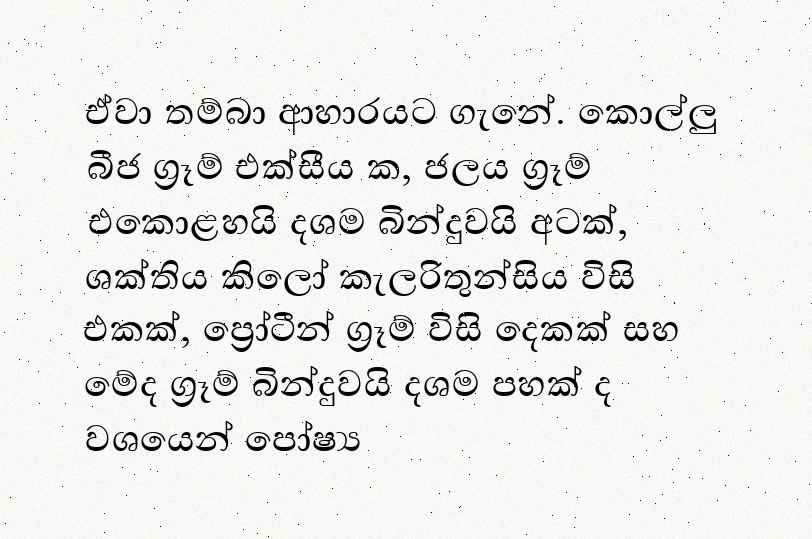 ඒවා තම්බා ආහාරයට ගැනේ. කොල්ලු
බීජ ග්‍රෑම් එක්සීය ක, ජලය ග්‍රෑම්
එකොළහයි දශම බින්දුවයි අටක්,
ශක්තිය කිලෝ කැලරිතුන්සිය විසි
එකක්, ප්‍රෝටීන් ග්‍රෑම් විසි දෙකක් සහ
මේද ග්‍රෑම් බින්දුවයි දශම පහක් ද
වශයෙන් පෝෂ්‍ය